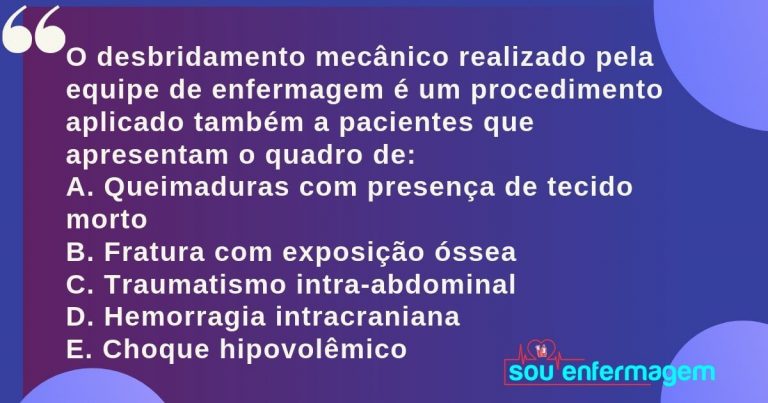 O desbridamento mecânico realizado pela
equipe de enfermagem é um procedimento
aplicado também a pacientes que
apresentam o quadro de:
A. Queimaduras com presença de tecido
morto
B. Fratura com exposição óssea
C. Traumatismo intra-abdominal
D. Hemorragia intracraniana
E. Choque hipovolêmico
sou enfermagem